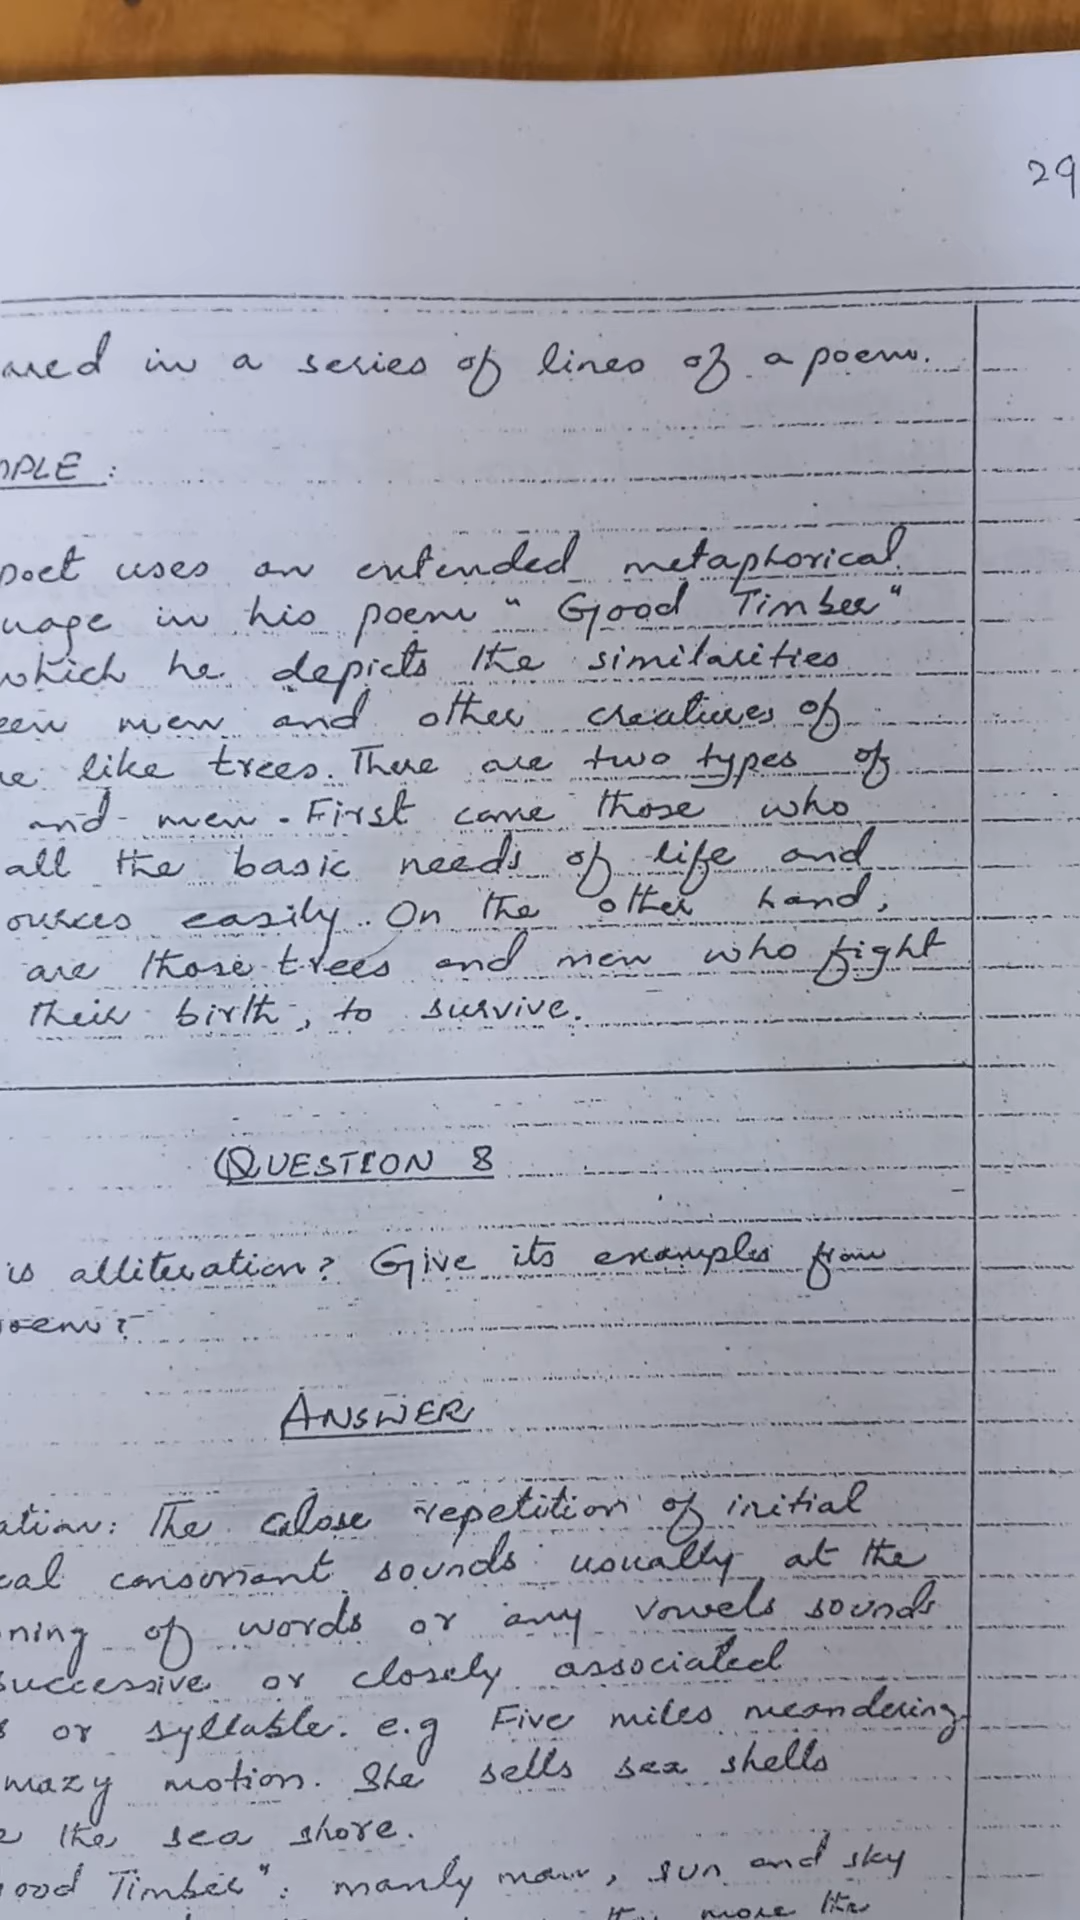 29
ared in a series of lines of a poem.
MPLE :
poet uses an extended metaphorical
uage in his poem "Good Timber"
which he depicts the similarities
een men and other creatures of
re like trees. There are two types of
and men. First come those who
all the basic needs of life and
ources easily. On the other hand,
are those trees and men who fight
their birth, to survive.
QUESTION 8
is alliteration? Give its examples from
poem?
ANSWER
ation: The close repetition of initial
cal consonant sounds usually at the
ning of words or any vowels sounds
successive or closely associated
s or syllable. e.g Five miles meandering
mazy motion. She sells sea shells
e the sea shore.
ood Timber": manly man, sun and sky
the more the